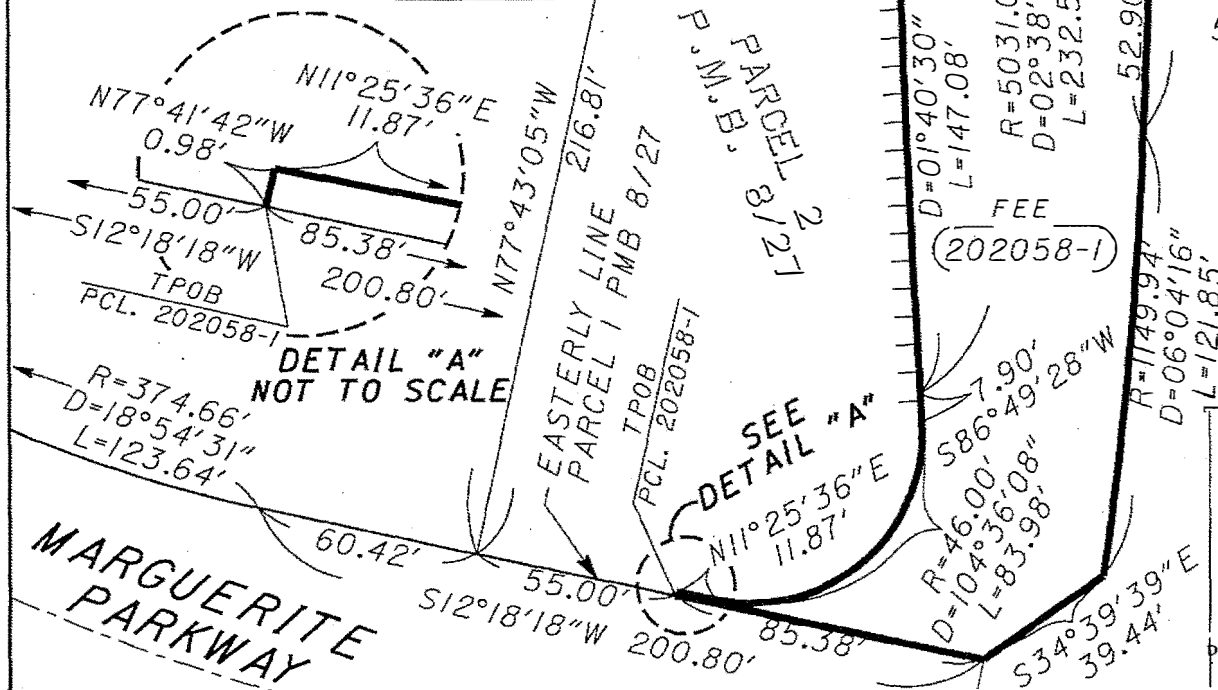 N77°41'42"W
0.98'
N11°25'36"E
11.87'
55.00'
S12°18'18"W
85.38'
200.80'
TPOB
PCL. 202058-1
DETAIL "A"
NOT TO SCALE
R=374.66'
D=18°54'31"
L=123.64'
MARGUERITE
PARKWAY
60.42'
N77°43'05"W
216.81'
EASTERLY LINE
PARCEL 1 PMB 8/27
PARCEL 2
P.M.B. 8/27
TPOB
PCL. 202058-1
SEE
DETAIL "A"
N11°25'36"E
11.87'
55.00'
S12°18'18"W
200.80'
85.38'
D=01°40'30"
L=147.08'
R=5031.0
D=02°38'
L=232.5
52.90
FEE
(202058-1)
7.90'
S86°49'28"W
R=46.00'
D=104°36'08"
L=83.98'
R=1149.94'
D=06°04'16"
L=121.85'
S34°39'39"E
39.44'